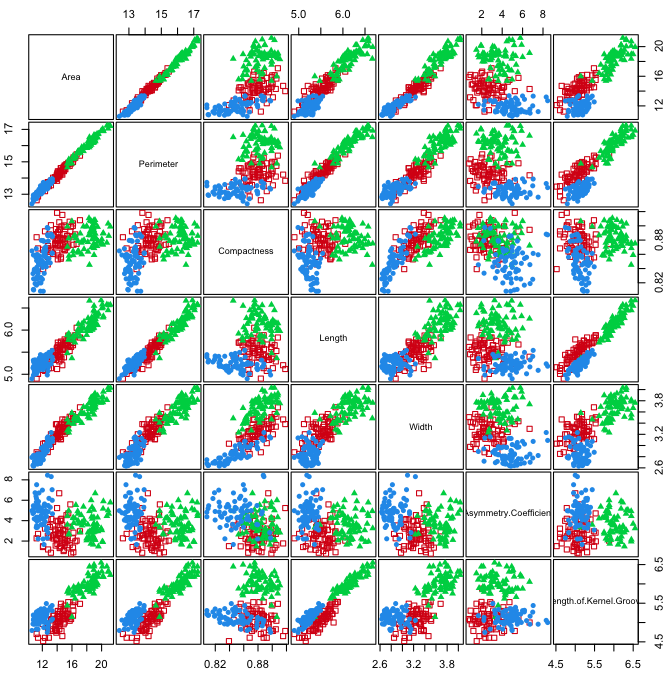 13 15 17
5.0 6.0
2 4 6 8
Area
12 16 20
13 15 17
Perimeter
Compactness
0.82 0.88
5.0 6.0
Length
Width
2.6 3.2 3.8
2 4 6 8
Asymmetry.Coefficien
ength.of.Kernel.Groov
4.5 5.5 6.5
12 16 20
0.82 0.88
2.6 3.2 3.8
4.5 5.5 6.5